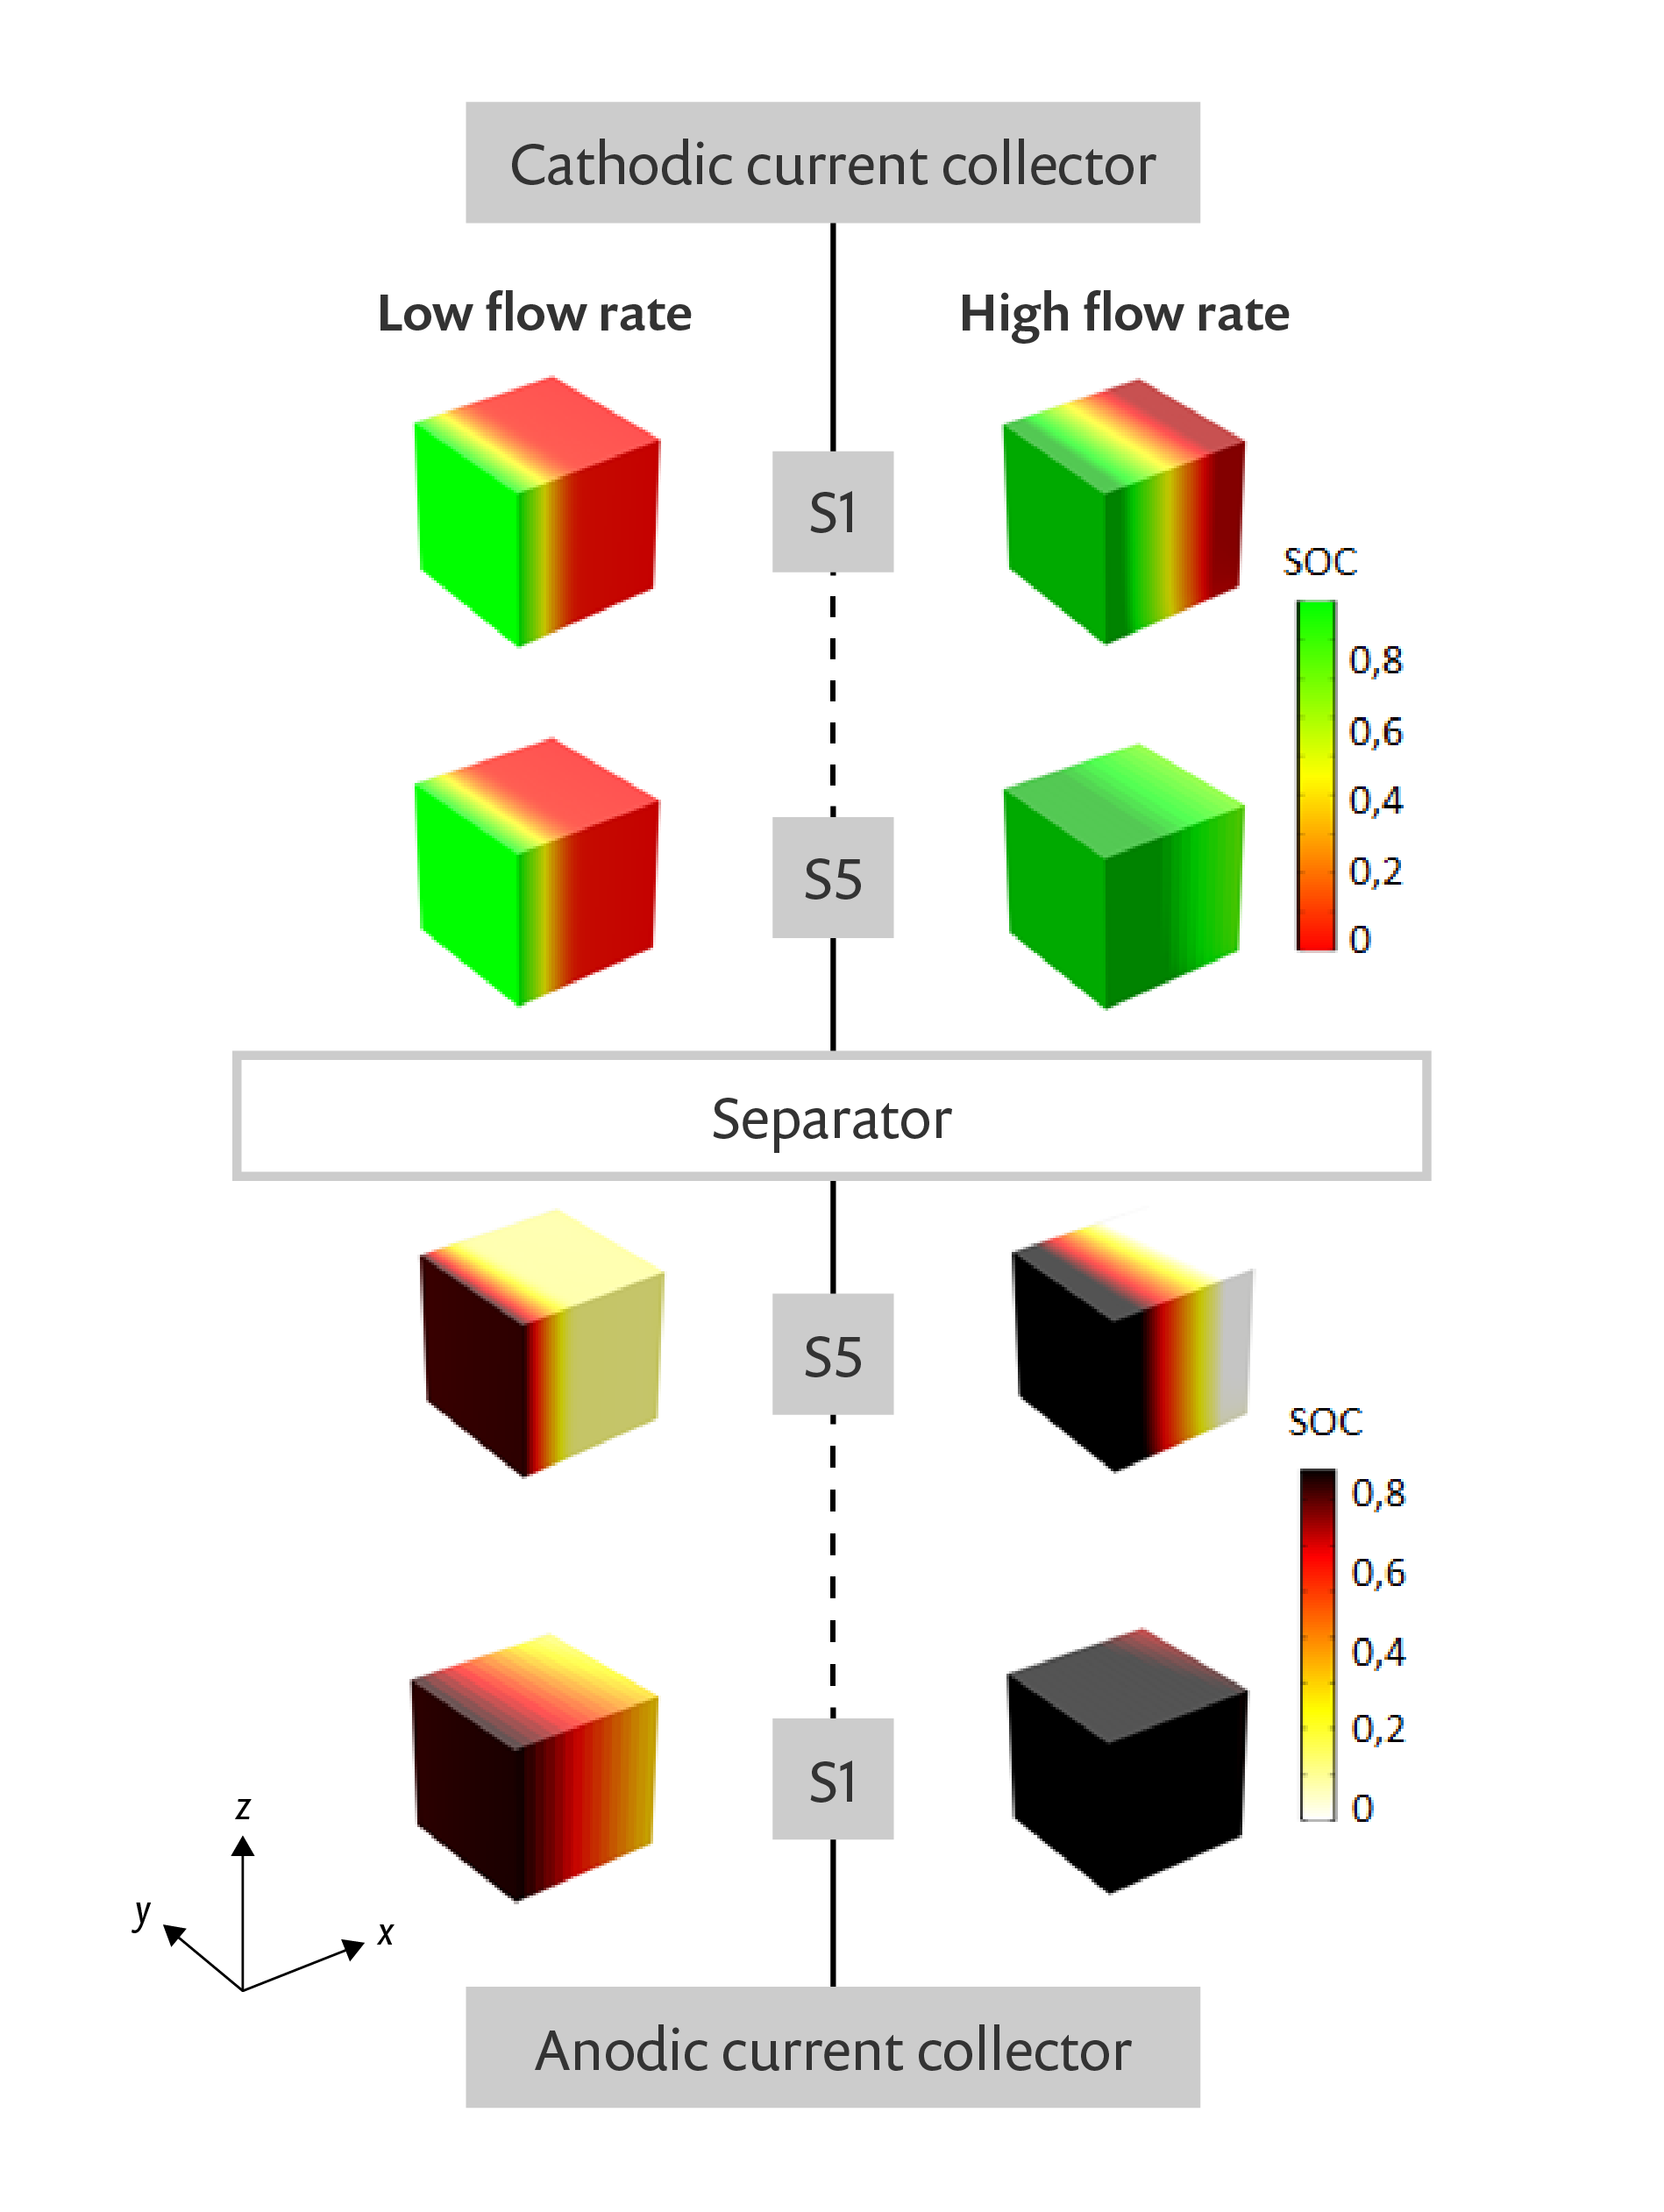 Cathodic current collector
Low flow rate
High flow rate
S1
SOC
0,8
0,6
0,4
0,2
0
S5
Separator
S5
SOC
0,8
0,6
0,4
0,2
0
S1
z
y
x
Anodic current collector